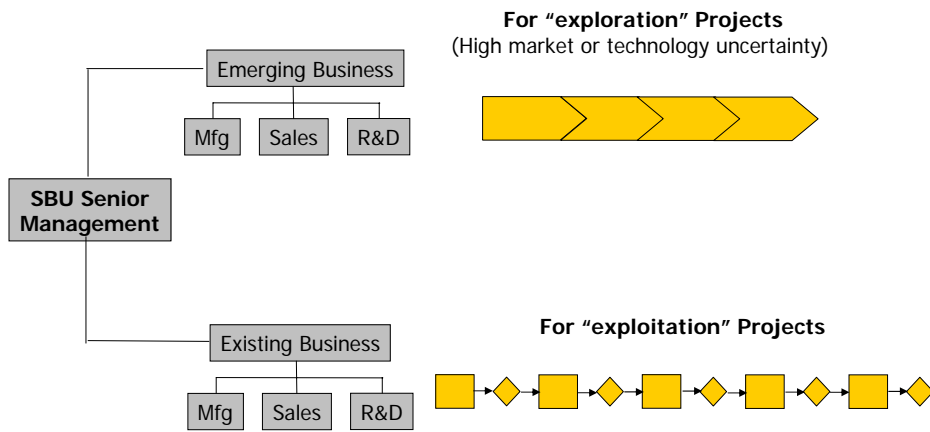 For “exploration” Projects
(High market or technology uncertainty)
Emerging Business
Mfg
Sales
R&D
SBU Senior
Management
For “exploitation” Projects
Existing Business
Mfg
Sales
R&D